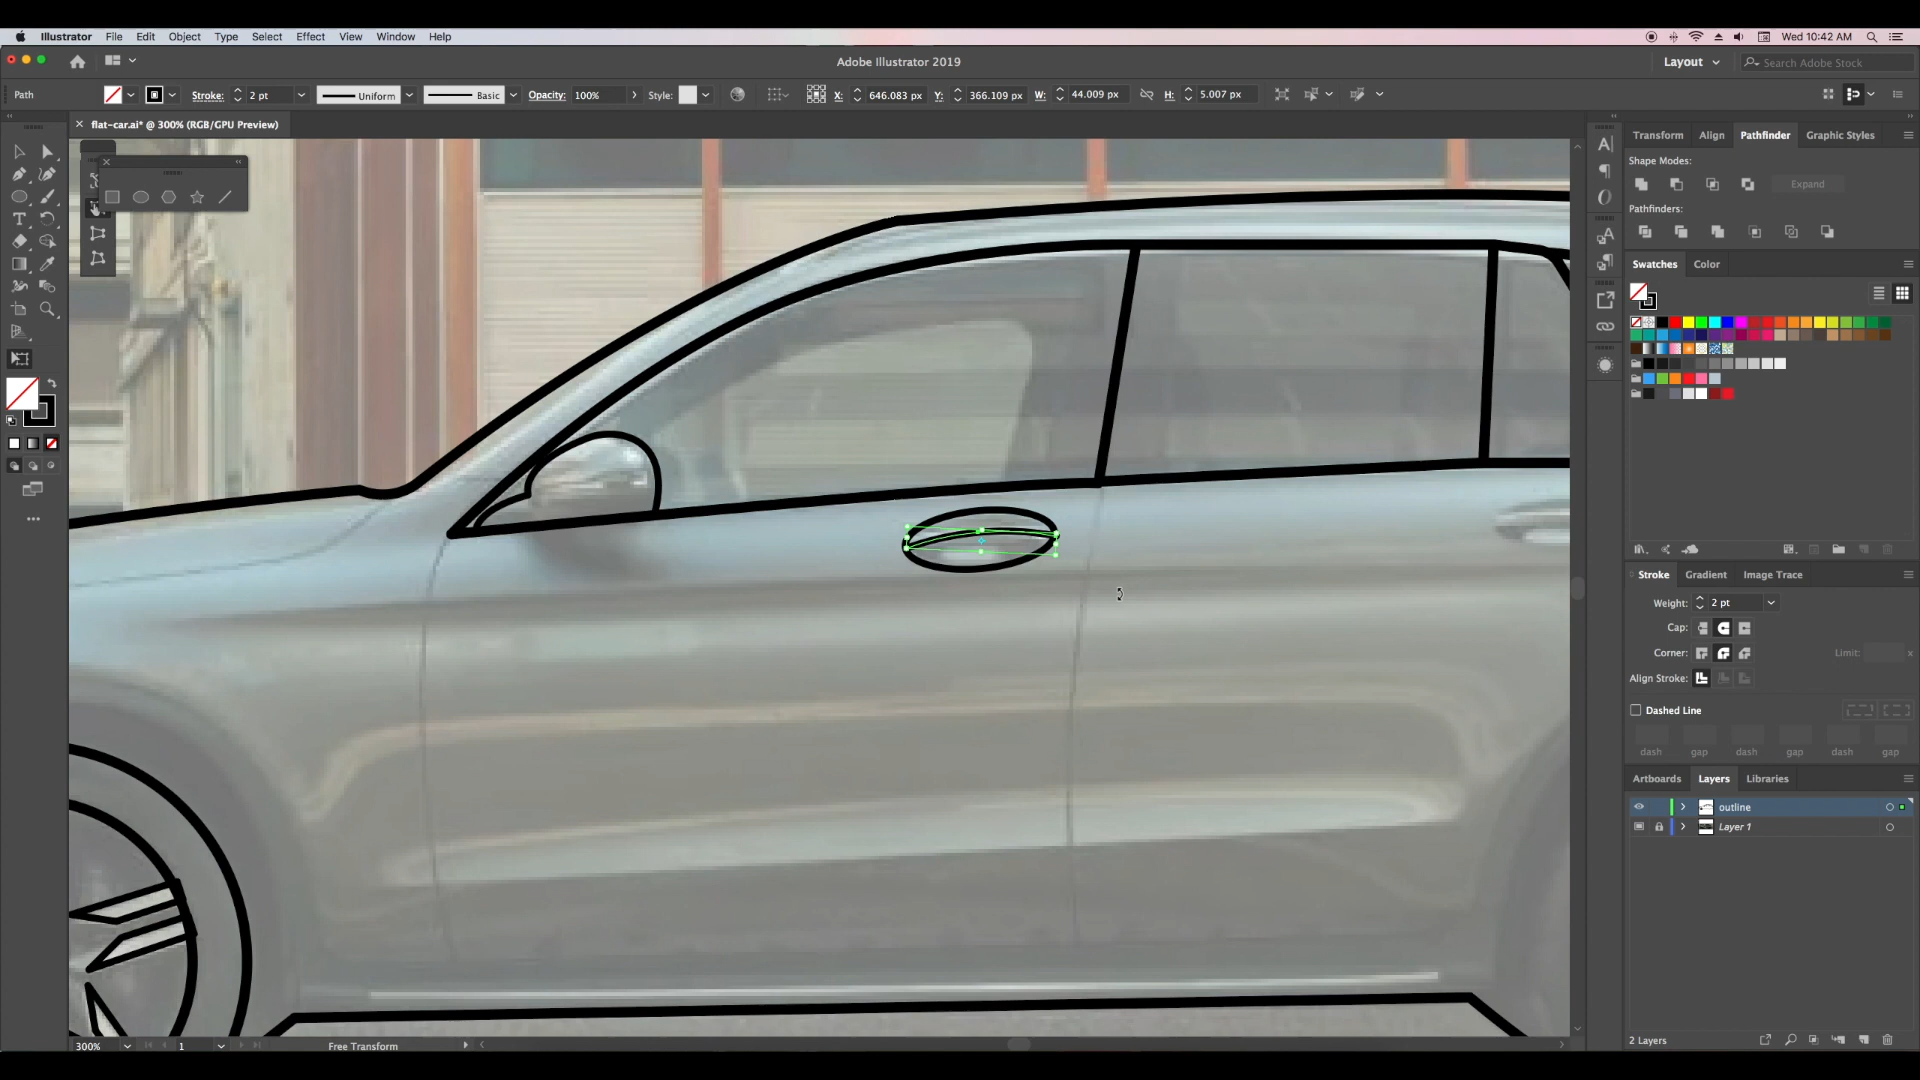 Illustrator File Edit Object Type Select Effect View Window Help
Wed 10:42 AM
Adobe Illustrator 2019
Layout
Search Adobe Stock
Path
Stroke:
2 pt
Uniform
Basic
Opacity:
100%
Style:
X:
646.083 px
Y:
366.109 px
W:
44.009 px
H:
5.007 px
× flat-car.ai* @ 300% (RGB/GPU Preview)
Transform
Align
Pathfinder
Graphic Styles
Shape Modes:
Expand
Pathfinders:
Swatches
Color
Stroke
Gradient
Image Trace
Weight:
2 pt
Cap:
Corner:
Limit:
x
Align Stroke:
Dashed Line
dash gap dash gap dash gap
Artboards
Layers
Libraries
outline
Layer 1
2 Layers
300%
1
Free Transform